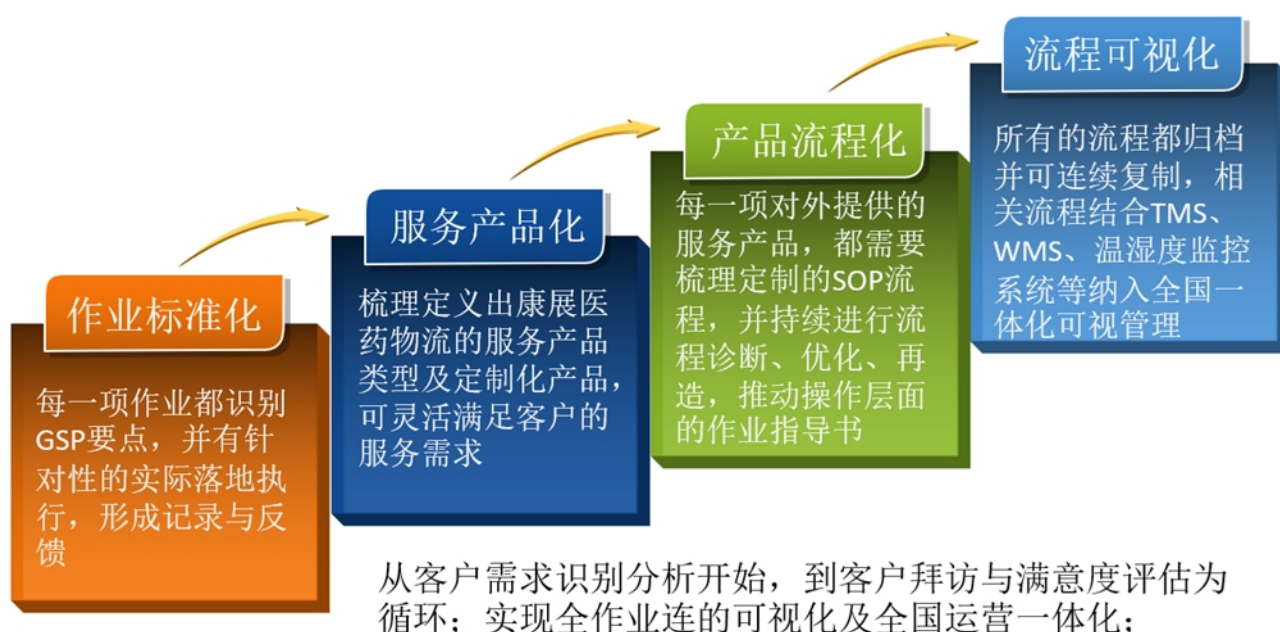 作业标准化
每一项作业都识别
GSP要点，并有针
对性的实际落地执
行，形成记录与反
馈
服务产品化
梳理定义出康展医
药物流的服务产品
类型及定制化产品，
可灵活满足客户的
服务需求
产品流程化
每一项对外提供的
服务产品，都需要
梳理定制的SOP流
程，并持续进行流
程诊断、优化、再
造，推动操作层面
的作业指导书
流程可视化
所有的流程都归档
并可连续复制，相
关流程结合TMS、
WMS、温湿度监控
系统等纳入全国一
体化可视管理
从客户需求识别分析开始，到客户拜访与满意度评估为
循环；实现全作业连的可视化及全国运营一体化；